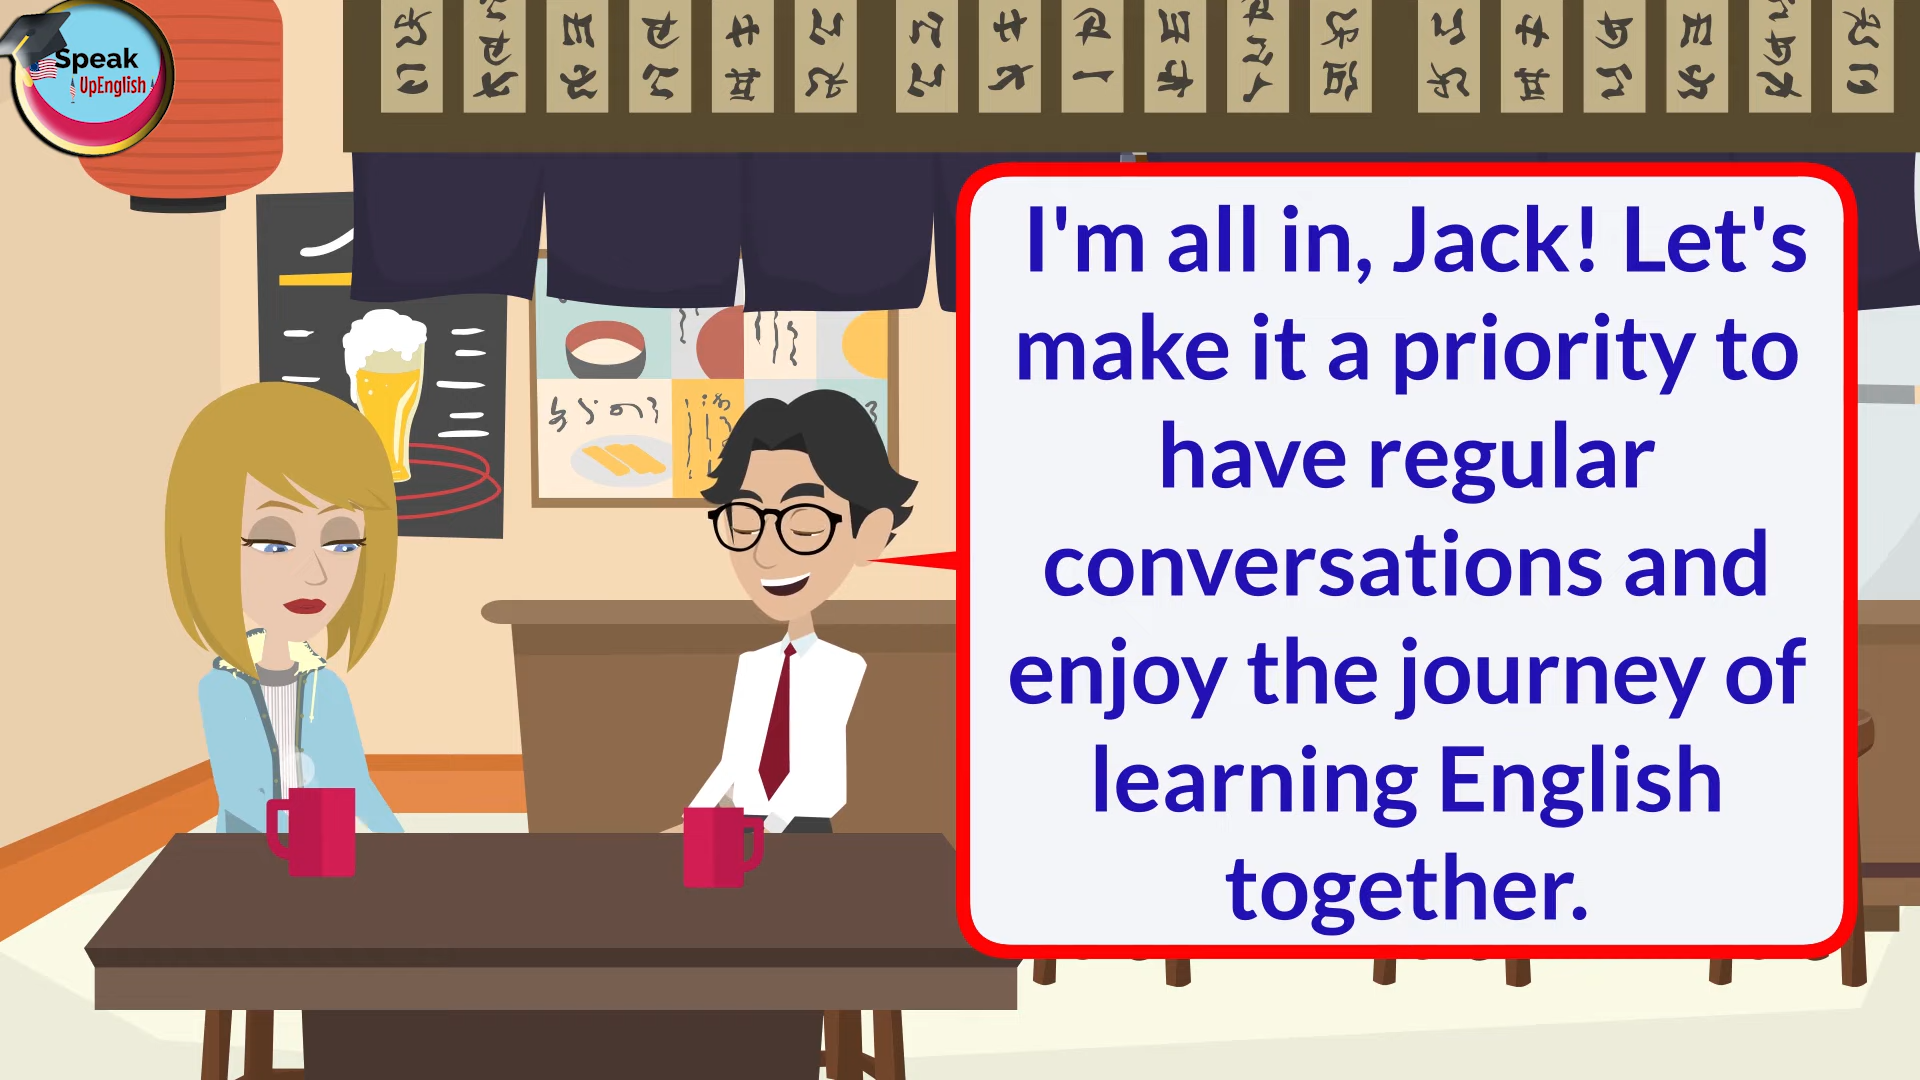 Speak
UpEnglish
I'm all in, Jack! Let's
make it a priority to
have regular
conversations and
enjoy the journey of
learning English
together.